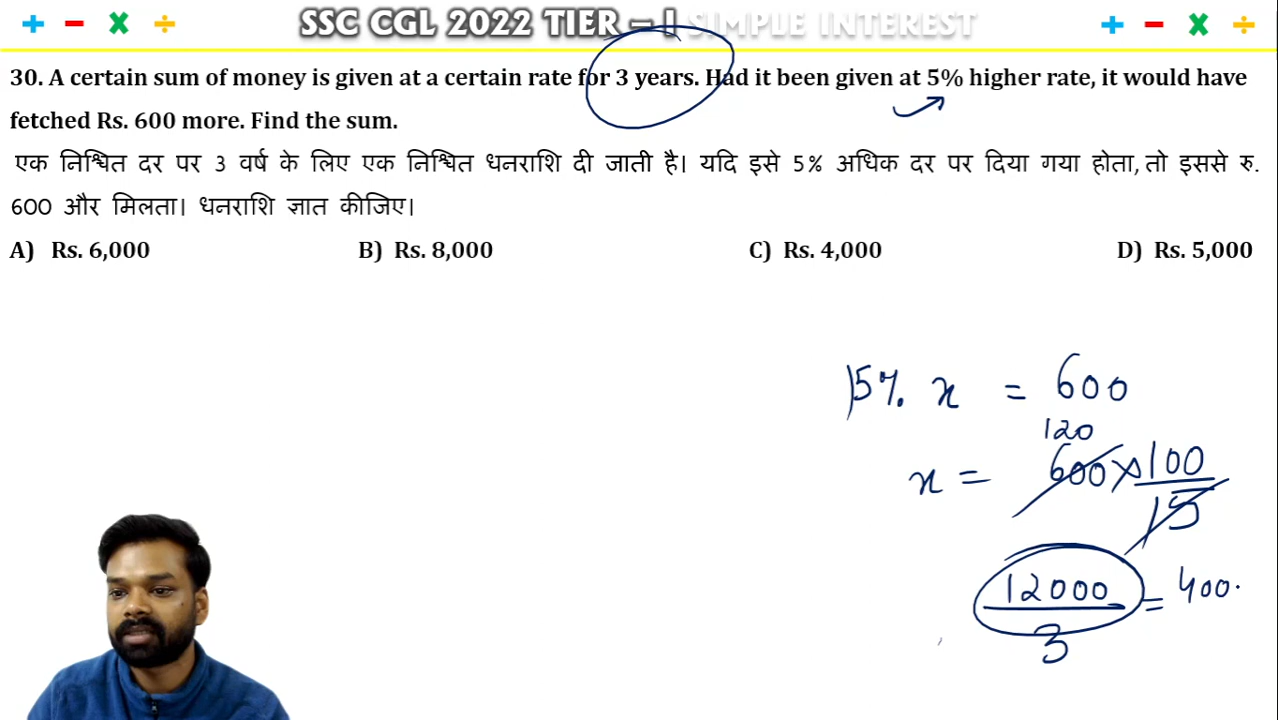 + - × ÷ SSC CGL 2022 TIER – I SIMPLE INTEREST + - × ÷
30. A certain sum of money is given at a certain rate for 3 years. Had it been given at 5% higher rate, it would have
fetched Rs. 600 more. Find the sum.
एक निश्चित दर पर 3 वर्ष के लिए एक निश्चित धनराशि दी जाती है। यदि इसे 5% अधिक दर पर दिया गया होता, तो इससे रु.
600 और मिलता। धनराशि ज्ञात कीजिए।
A) Rs. 6,000 B) Rs. 8,000 C) Rs. 4,000 D) Rs. 5,000
15% x = 600
120
x = 600 × 100
15
12000 = 400.
3